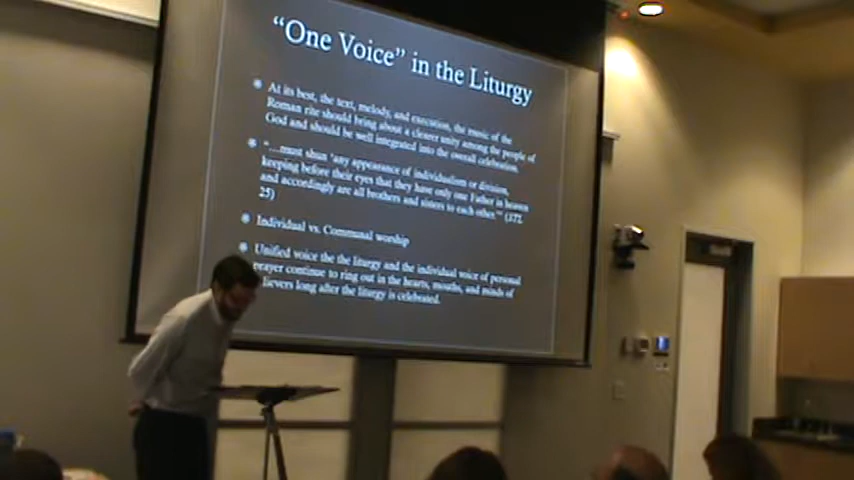 “One Voice” in the Liturgy
At its best, the text, melody, and execution, the music of the
Roman rite should bring about a clearer unity among the people of
God and should be well integrated into the overall celebration.
“...must shun ‘any appearance of individualism or division,
keeping before their eyes that they have only one Father in heaven
and accordingly are all brothers and sisters to each other.’”
25)
Individual vs. Communal worship
Unified voice the the liturgy and the individual voice of personal
prayer continue to ring out in the hearts, mouths, and minds of
long after the liturgy is celebrated.